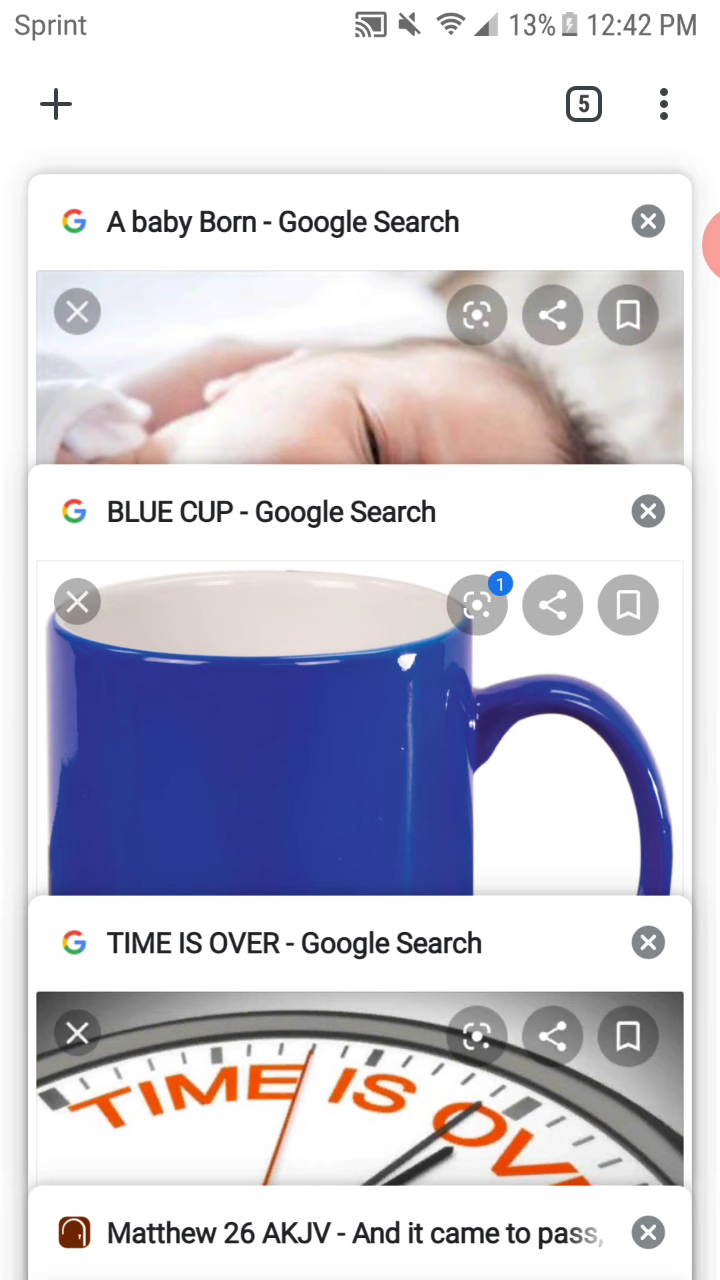 Sprint 13% 12:42 PM
5
A baby Born - Google Search
BLUE CUP - Google Search
1
TIME IS OVER - Google Search
TIME IS OV
Matthew 26 AKJV - And it came to pass,